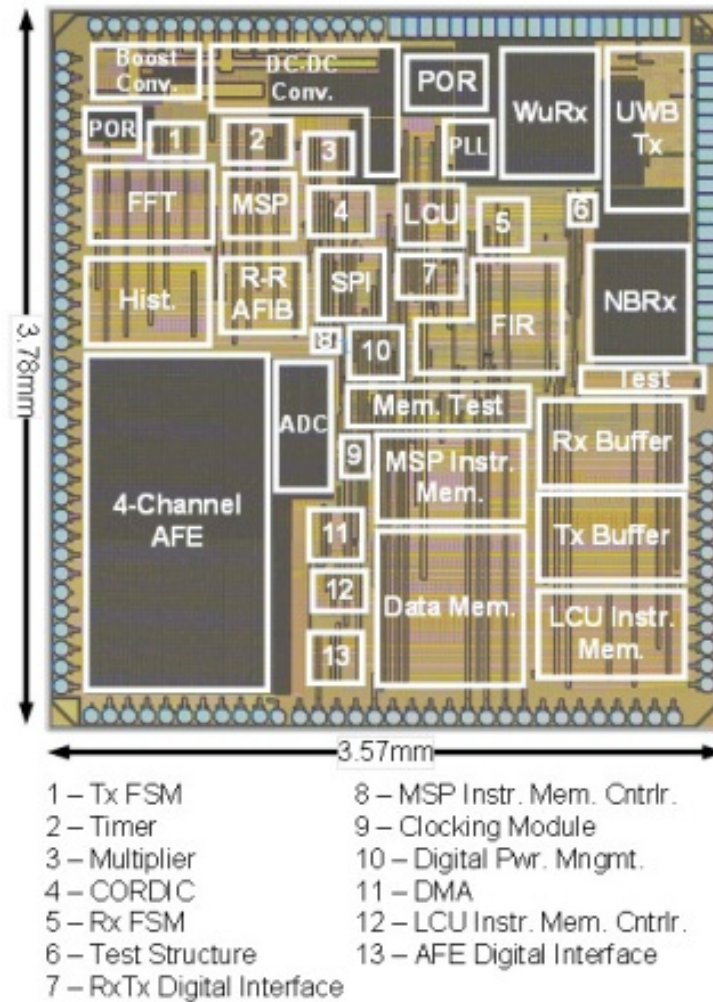 Boost
Conv.
DC-DC
Conv.
POR
WuRx
UWB
Tx
POR
1
2
3
PLL
FFT
MSP
4
LCU
5
6
Hist.
R-R
AFIB
SPI
7
FIR
NBRx
8
10
Test
ADC
Mem. Test
9
MSP Instr.
Mem.
Rx Buffer
4-Channel
AFE
11
Tx Buffer
12
Data Mem.
LCU Instr.
Mem.
13
3.78mm
3.57mm
1 – Tx FSM
2 – Timer
3 – Multiplier
4 – CORDIC
5 – Rx FSM
6 – Test Structure
7 – RxTx Digital Interface
8 – MSP Instr. Mem. Cntrlr.
9 – Clocking Module
10 – Digital Pwr. Mngmt.
11 – DMA
12 – LCU Instr. Mem. Cntrlr.
13 – AFE Digital Interface